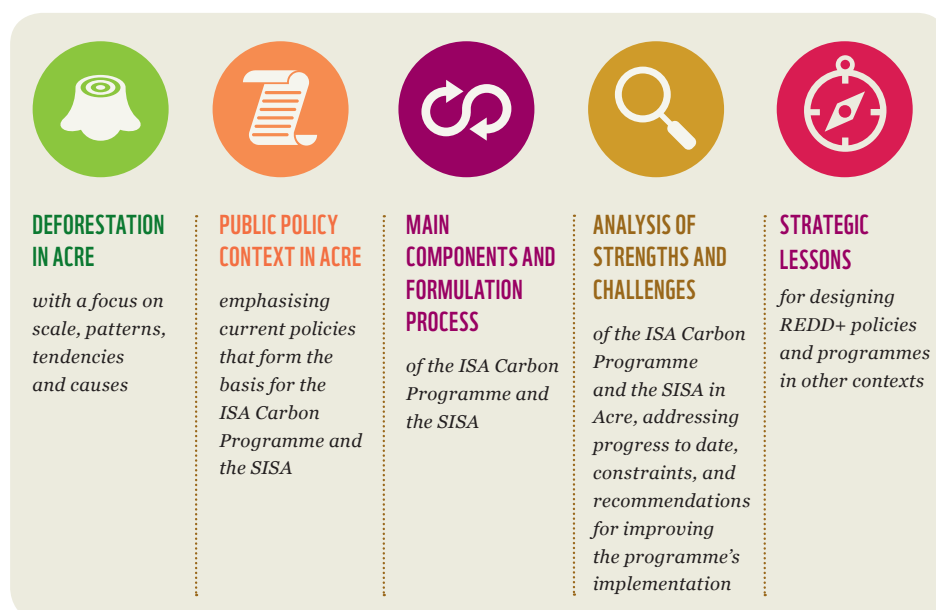 DEFORESTATION
IN ACRE
with a focus on
scale, patterns,
tendencies
and causes
PUBLIC POLICY
CONTEXT IN ACRE
emphasising
current policies
that form the
basis for the
ISA Carbon
Programme and
the SISA
MAIN
COMPONENTS AND
FORMULATION
PROCESS
of the ISA Carbon
Programme and
the SISA
ANALYSIS OF
STRENGTHS AND
CHALLENGES
of the ISA Carbon
Programme
and the SISA in
Acre, addressing
progress to date,
constraints, and
recommendations
for improving
the programme’s
implementation
STRATEGIC
LESSONS
for designing
REDD+ policies
and programmes
in other contexts